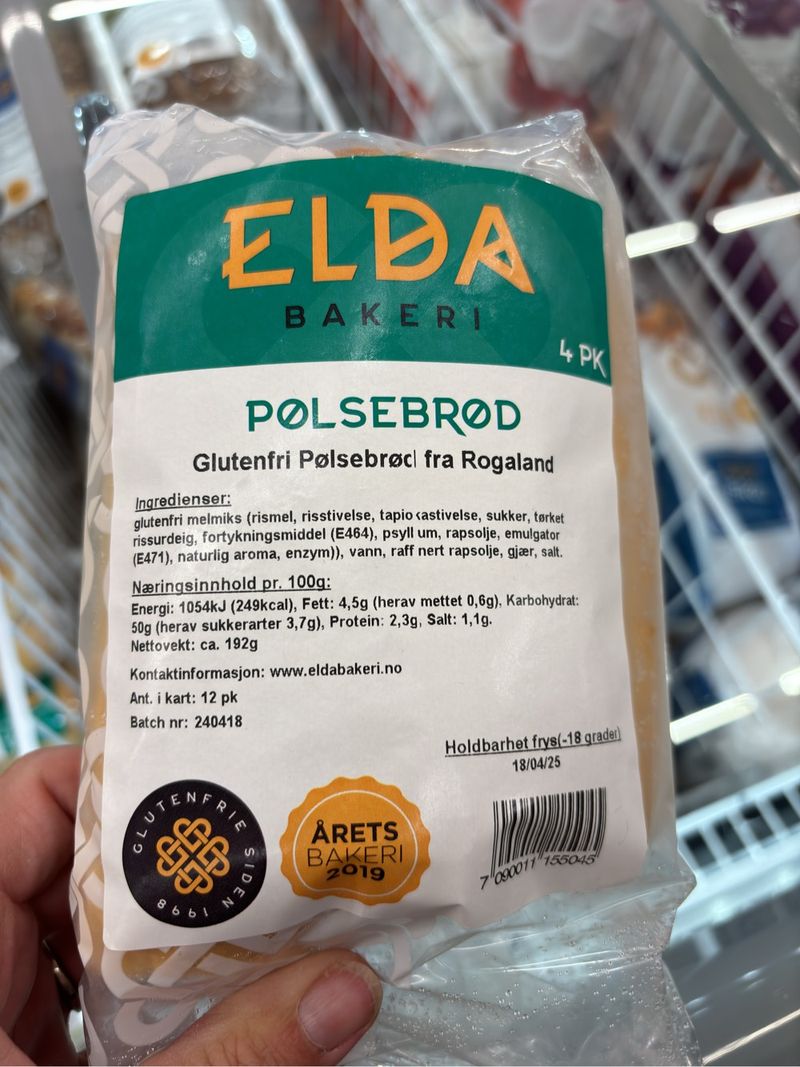 ELDA
BAKERI
4 PK
PØLSEBRØD
Glutenfri Pølsebrød fra Rogaland
Ingredienser:
glutenfri melmiks (rismel, risstivelse, tapiocastivelse, sukker, tørket
rissurdeig, fortykningsmiddel (E464), psyllium, rapsolje, emulgator
(E471), naturlig aroma, enzym)), vann, raffinert rapsolje, gjær, salt.
Næringsinnhold pr. 100g:
Energi: 1054kJ (249kcal), Fett: 4,5g (herav mettet 0,6g), Karbohydrat:
50g (herav sukkerarter 3,7g), Protein: 2,3g, Salt: 1,1g.
Nettovekt: ca. 192g
Kontaktinformasjon: www.eldabakeri.no
Ant. i kart: 12 pk
Batch nr: 240418
Holdbarhet frys(-18 grader)
18/04/25
GLUTENFRIE SIDEN 1998
ÅRETS
BAKERI
2019
7 090011 155045